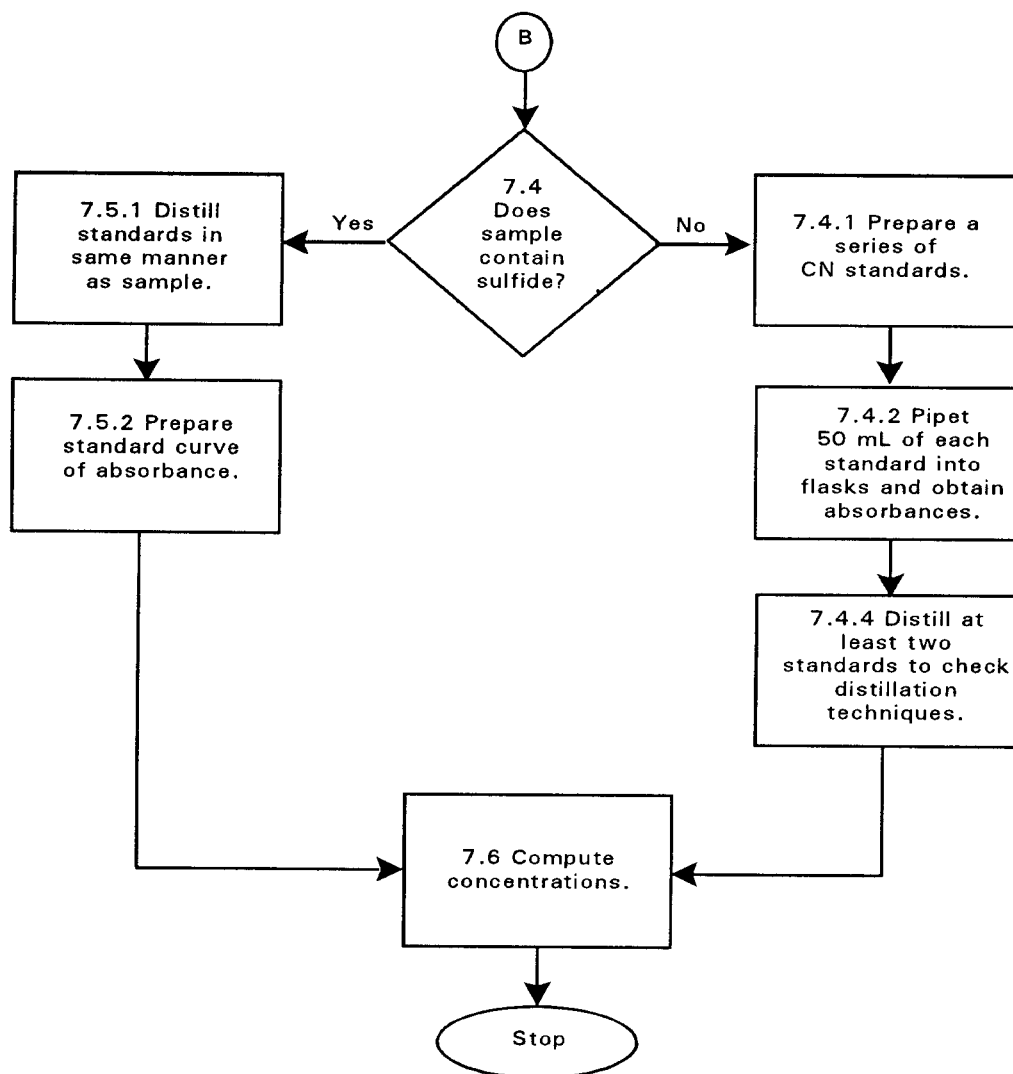 B
7.4
Does
sample
contain
sulfide?
Yes
No
7.5.1 Distill
standards in
same manner
as sample.
7.5.2 Prepare
standard curve
of absorbance.
7.4.1 Prepare a
series of
CN standards.
7.4.2 Pipet
50 mL of each
standard into
flasks and obtain
absorbances.
7.4.4 Distill at
least two
standards to check
distillation
techniques.
7.6 Compute
concentrations.
Stop